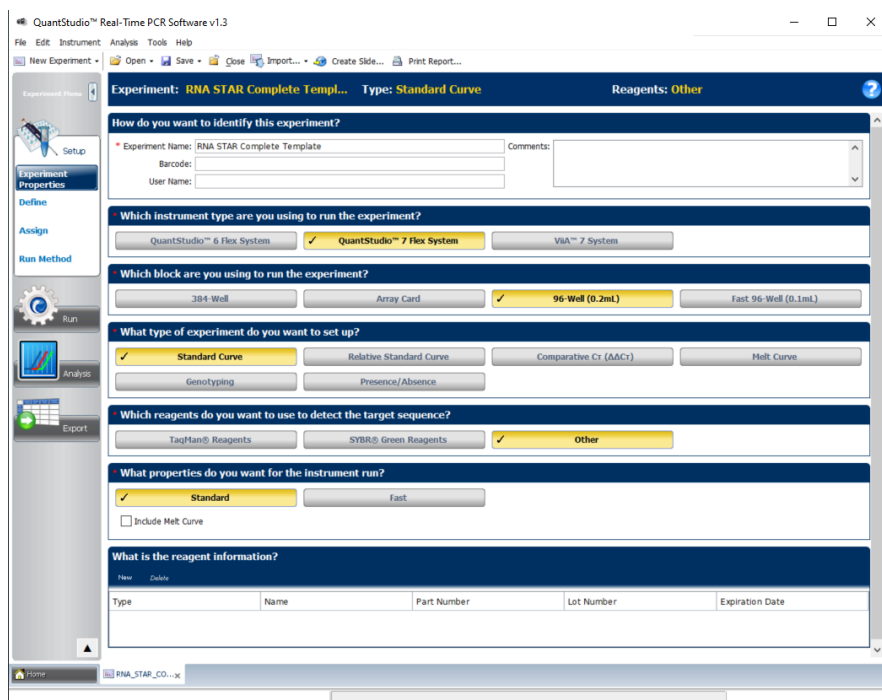 QuantStudio™ Real-Time PCR Software v1.3
File Edit Instrument Analysis Tools Help
New Experiment Open Save Close Import... Create Slide... Print Report...
Experiment Menu
Experiment: RNA STAR Complete Templ... Type: Standard Curve Reagents: Other
How do you want to identify this experiment?
* Experiment Name: RNA STAR Complete Template
Comments:
Barcode:
User Name:
Setup
Experiment Properties
Define
Assign
Run Method
Run
Analysis
Export
* Which instrument type are you using to run the experiment?
QuantStudio™ 6 Flex System ✓ QuantStudio™ 7 Flex System ViiA™ 7 System
* Which block are you using to run the experiment?
384-Well Array Card ✓ 96-Well (0.2mL) Fast 96-Well (0.1mL)
* What type of experiment do you want to set up?
✓ Standard Curve Relative Standard Curve Comparative Cт (ΔΔCт) Melt Curve
Genotyping Presence/Absence
* Which reagents do you want to use to detect the target sequence?
TaqMan® Reagents SYBR® Green Reagents ✓ Other
* What properties do you want for the instrument run?
✓ Standard Fast
Include Melt Curve
What is the reagent information?
New Delete
Type Name Part Number Lot Number Expiration Date
Home RNA_STAR_CO...x